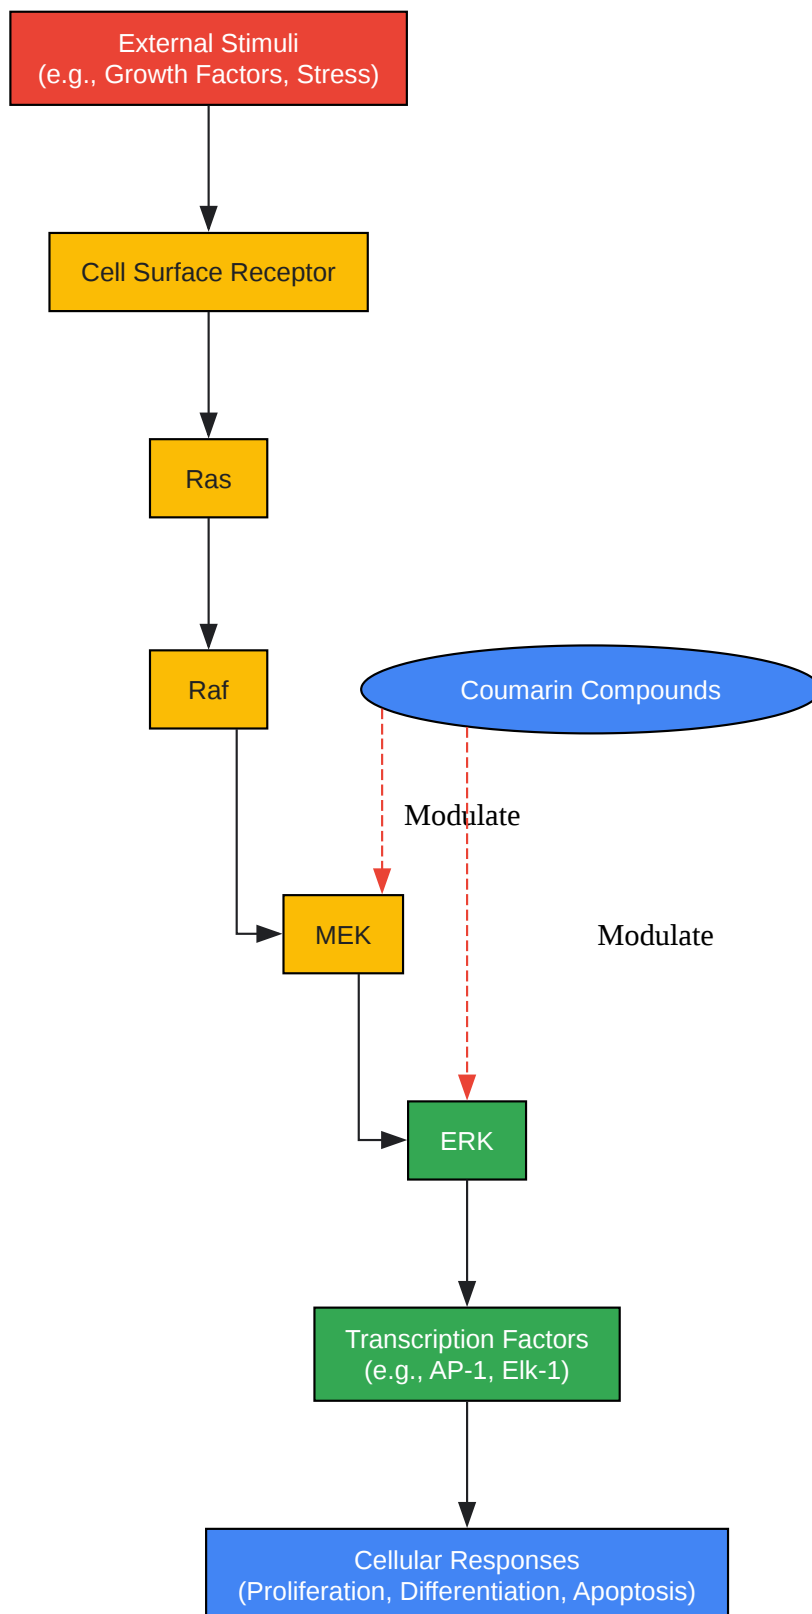 External Stimuli
(e.g., Growth Factors, Stress)
Cell Surface Receptor
Ras
Raf
Coumarin Compounds
Modulate
MEK
Modulate
ERK
Transcription Factors
(e.g., AP-1, Elk-1)
Cellular Responses
(Proliferation, Differentiation, Apoptosis)